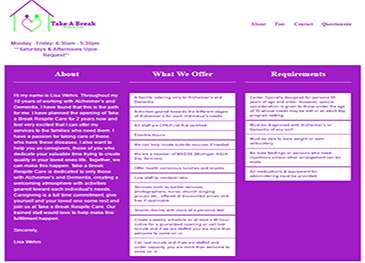 Take A Break
About Fees Contact Questionnaire
Monday - Friday: 6:30am - 5:30pm
**Saturdays & Afternoons Upon
Request**
About
Hi my name is Lisa Wehrs. Throughout my
10 years of working with Alzheimer's and
Dementia, I have found that this is the path
for me. I have planned the opening of Take
a Break Respite Care for 2 years now and
feel very excited that I can offer my
services to the families who need them. I
have a passion for taking care of those
who have these diseases. I also want to
help you as Caregivers, those of you who
dedicate your valuable time trying to create
quality in your loved ones life. Together, we
can make this happen. Take a Break
Respite Care is dedicated to only those
with Alzheimer's and Dementia, creating a
welcoming atmosphere with activities
geared toward each individual's needs.
Caregiving is a full time commitment, give
yourself and your loved one some rest and
join us at Take a Break Respite Care. Our
trained staff would love to help make this
fulfillment happen.
Sincerely,
Lisa Wehrs
What We Offer
A facility catering only to Alzheimer's and
Dementia
Activities geared towards the different stages
of Alzheimer's for each individual's needs
All staff are CPR/First Aid certified
Flexible Hours
We can help locate outside sources if needed
We are a member of MADSA (Michigan Adult
Day Services)
Offer health conscious lunches and snacks
Low staff to resident ratio
Services such as barber services,
photographers, nurse, church singing
groups etc., offered at discounted prices and
free if applicable
Smaller facility with more of a personal feel
Create a weekly schedule or at least a 48 hour
notice for a guaranteed opening or call last
minute and if we are staffed you are more than
welcome to come on in.
Call last minute and if we are staffed and
under capacity, you are more than welcome to
come on in.
Requirements
Center Typically designed for persons 55
years of age and older. However, special
consideration is given to those under the age
of 55 whose needs may be met in an adult day
program setting.
Must be diagnosed with Alzheimer's or
Dementia of any sort
Must be able to bare weight or semi
ambulatory
No tube feedings or persons who need
injections unless other arrangement can be
made
All medications & equipment for
administering must be provided